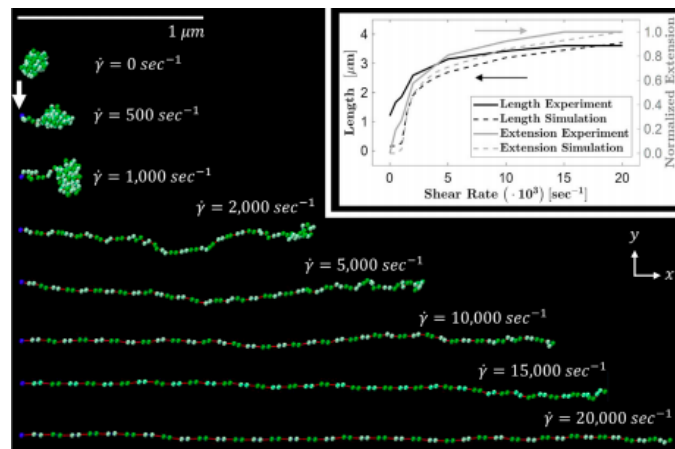 1 μm
γ̇ = 0 sec⁻¹
γ̇ = 500 sec⁻¹
γ̇ = 1,000 sec⁻¹
γ̇ = 2,000 sec⁻¹
γ̇ = 5,000 sec⁻¹
γ̇ = 10,000 sec⁻¹
γ̇ = 15,000 sec⁻¹
γ̇ = 20,000 sec⁻¹
y
x
Length [μm]
4
3
2
1
0
Length Experiment
Length Simulation
Extension Experiment
Extension Simulation
1.0
0.8
0.6
0.4
0.2
0.0
Normalized Extension
0 5 10 15 20
Shear Rate (·10³) [sec⁻¹]